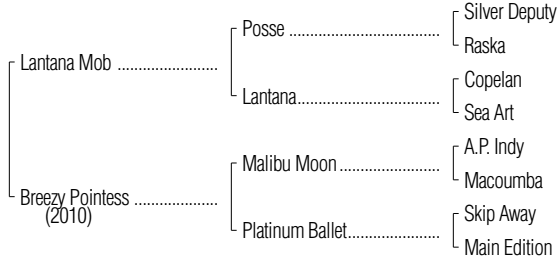 Silver Deputy
Posse ................................
Raska
Lantana Mob .....................
Copelan
Lantana..............................
Sea Art
A.P. Indy
Malibu Moon .....................
Macoumba
Breezy Pointess .................
(2010)
Skip Away
Platinum Ballet...................
Main Edition